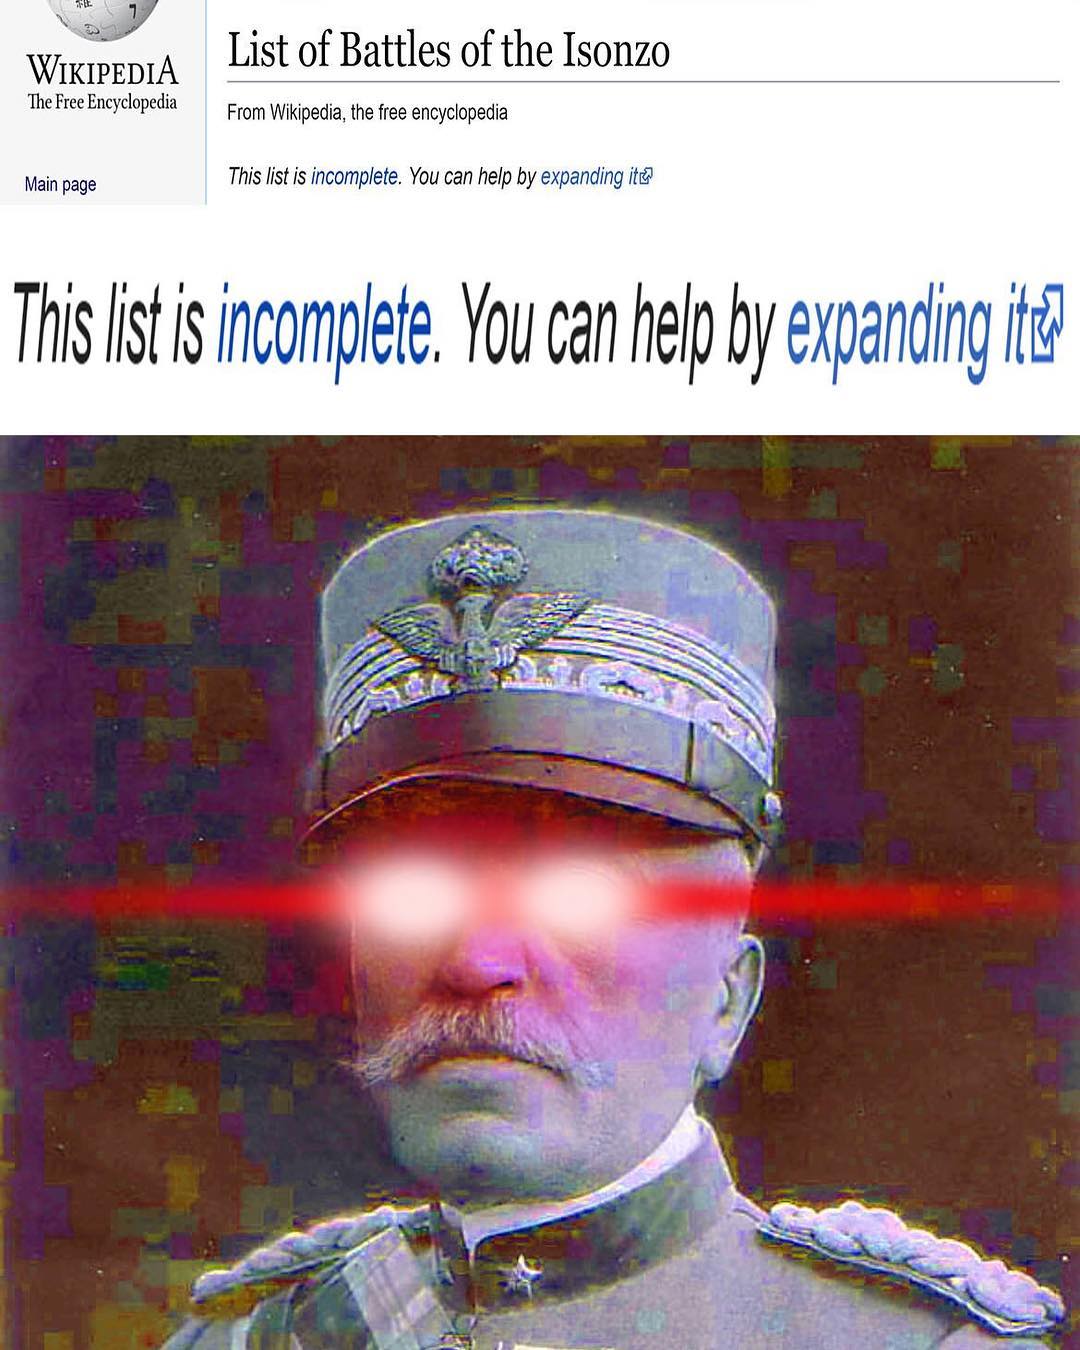 WIKIPEDIA
The Free Encyclopedia
Main page
List of Battles of the Isonzo
From Wikipedia, the free encyclopedia
This list is incomplete. You can help by expanding it
This list is incomplete. You can help by expanding it